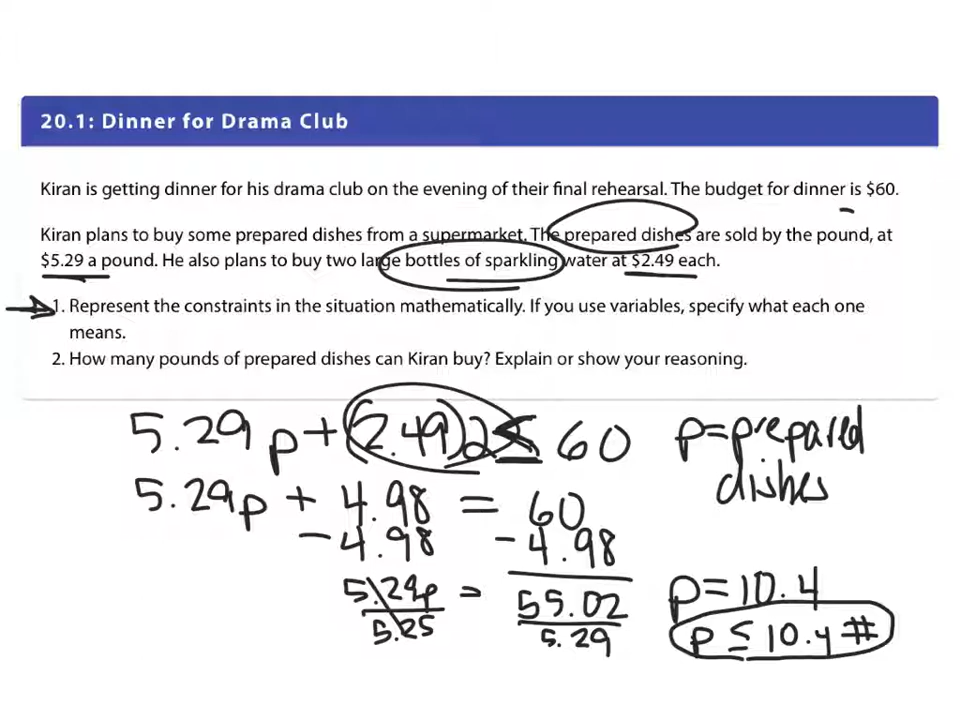 20.1: Dinner for Drama Club
Kiran is getting dinner for his drama club on the evening of their final rehearsal. The budget for dinner is $60.
Kiran plans to buy some prepared dishes from a supermarket. The prepared dishes are sold by the pound, at
$5.29 a pound. He also plans to buy two large bottles of sparkling water at $2.49 each.
1. Represent the constraints in the situation mathematically. If you use variables, specify what each one
means.
2. How many pounds of prepared dishes can Kiran buy? Explain or show your reasoning.
5.29p + (2.49)2 ≤ 60
p=prepared
dishes
5.29p + 4.98 = 60
-4.98 -4.98
5.29p = 55.02
5.25 5.29
p=10.4
p ≤ 10.4 #